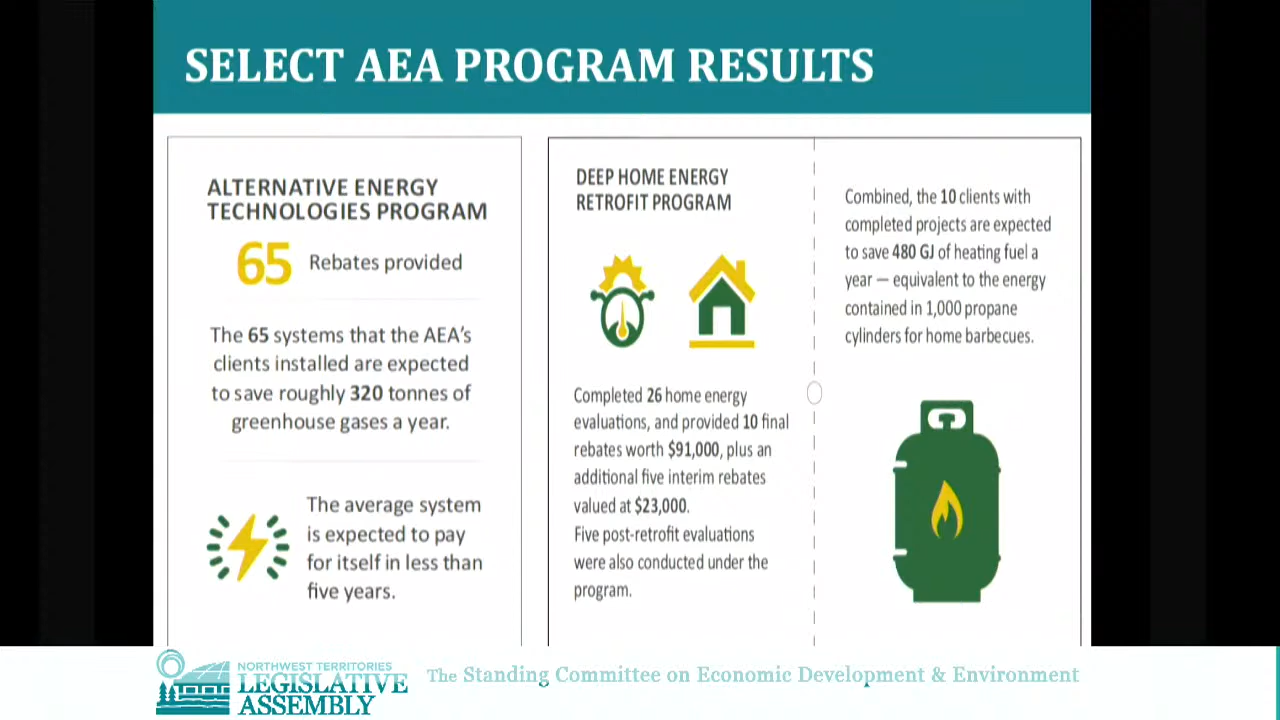 SELECT AEA PROGRAM RESULTS
ALTERNATIVE ENERGY
TECHNOLOGIES PROGRAM
65 Rebates provided
The 65 systems that the AEA's
clients installed are expected
to save roughly 320 tonnes of
greenhouse gases a year.
The average system
is expected to pay
for itself in less than
five years.
DEEP HOME ENERGY
RETROFIT PROGRAM
Completed 26 home energy
evaluations, and provided 10 final
rebates worth $91,000, plus an
additional five interim rebates
valued at $23,000.
Five post-retrofit evaluations
were also conducted under the
program.
Combined, the 10 clients with
completed projects are expected
to save 480 GJ of heating fuel a
year — equivalent to the energy
contained in 1,000 propane
cylinders for home barbecues.
NORTHWEST TERRITORIES
LEGISLATIVE
ASSEMBLY
The Standing Committee on Economic Development & Environment